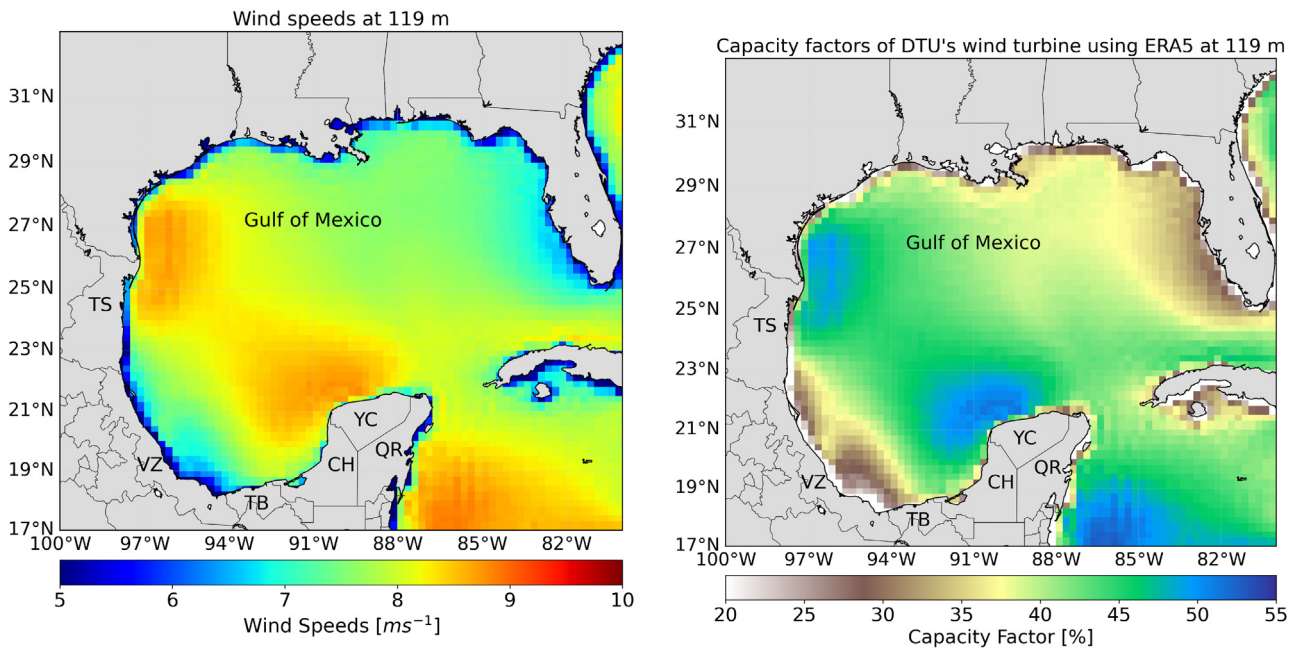 Wind speeds at 119 m
31°N
29°N
27°N
25°N
23°N
21°N
19°N
17°N
100°W 97°W 94°W 91°W 88°W 85°W 82°W
Gulf of Mexico
TS
VZ
TB
CH
YC
QR
5 6 7 8 9 10
Wind Speeds [ms⁻¹]
Capacity factors of DTU's wind turbine using ERA5 at 119 m
31°N
29°N
27°N
25°N
23°N
21°N
19°N
17°N
100°W 97°W 94°W 91°W 88°W 85°W 82°W
Gulf of Mexico
TS
VZ
TB
CH
YC
QR
20 25 30 35 40 45 50 55
Capacity Factor [%]